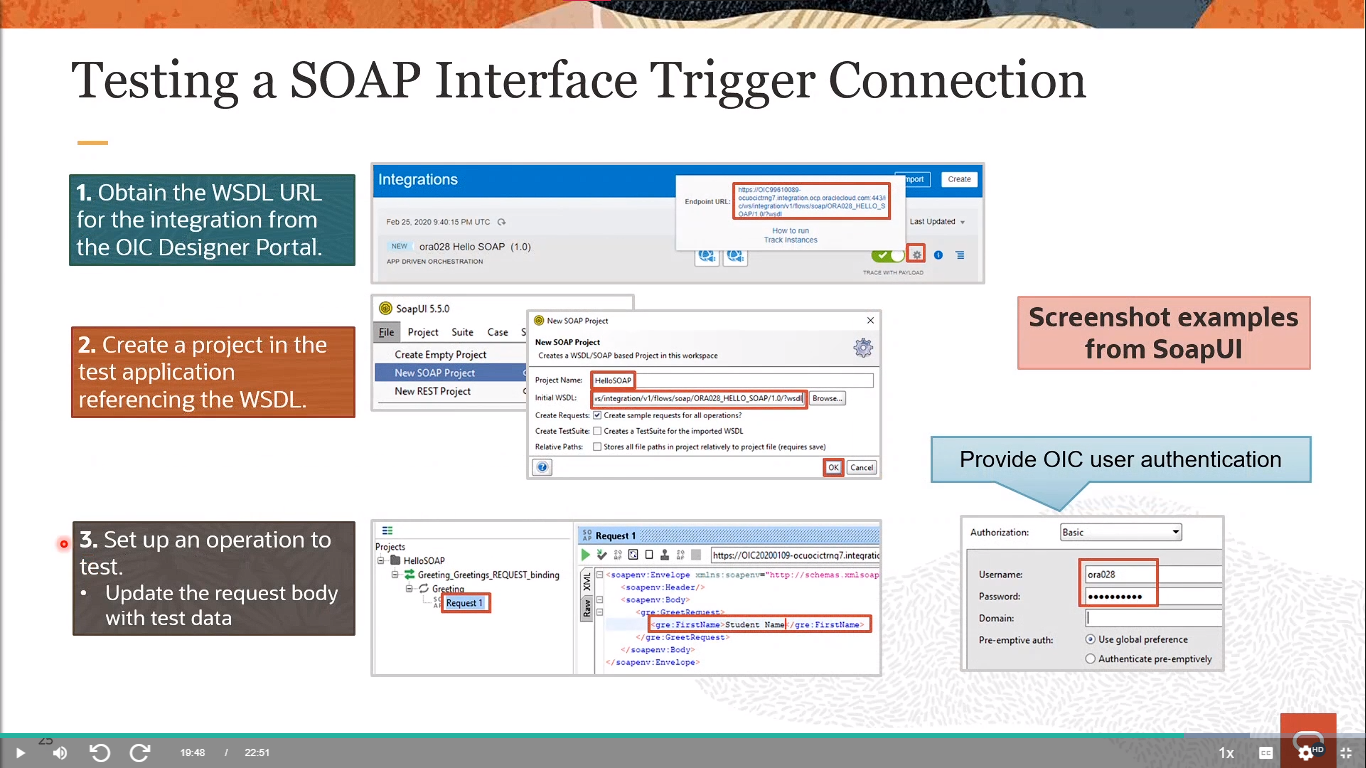 Testing a SOAP Interface Trigger Connection
1. Obtain the WSDL URL
for the integration from
the OIC Designer Portal.
Integrations
Import
Create
Endpoint URL:
https://OIC99610089-
ocuocictrng7.integration.ocp.oraclecloud.com:443/i
c/ws/integration/v1/flows/soap/ORA028_HELLO_S
OAP/1.0/?wsdl
How to run
Track Instances
Feb 25, 2020 9:40:15 PM UTC
Last Updated
NEW ora028 Hello SOAP (1.0)
APP DRIVEN ORCHESTRATION
TRACE WITH PAYLOAD
2. Create a project in the
test application
referencing the WSDL.
SoapUI 5.5.0
File Project Suite Case S
Create Empty Project
New SOAP Project
New REST Project
New SOAP Project
New SOAP Project
Creates a WSDL/SOAP based Project in this workspace
Project Name: HelloSOAP
Initial WSDL: vs/integration/v1/flows/soap/ORA028_HELLO_SOAP/1.0/?wsdl Browse...
Create Requests: Create sample requests for all operations?
Create TestSuite: Creates a TestSuite for the imported WSDL
Relative Paths: Stores all file paths in project relatively to project file (requires save)
OK Cancel
Screenshot examples
from SoapUI
Provide OIC user authentication
3. Set up an operation to
test.
• Update the request body
with test data
Projects
HelloSOAP
Greeting_Greetings_REQUEST_binding
Greeting
Request 1
Request 1
https://OIC20200109-ocuocictrng7.integratio
XML
Raw
<soapenv:Envelope xmlns:soapenv="http://schemas.xmlsoap
<soapenv:Header/>
<soapenv:Body>
<gre:GreetRequest>
<gre:FirstName>Student Name</gre:FirstName>
</gre:GreetRequest>
</soapenv:Body>
</soapenv:Envelope>
Authorization: Basic
Username: ora028
Password: ••••••••••
Domain:
Pre-emptive auth: Use global preference
Authenticate pre-emptively
25
19:48 / 22:51
1x
CC
HD